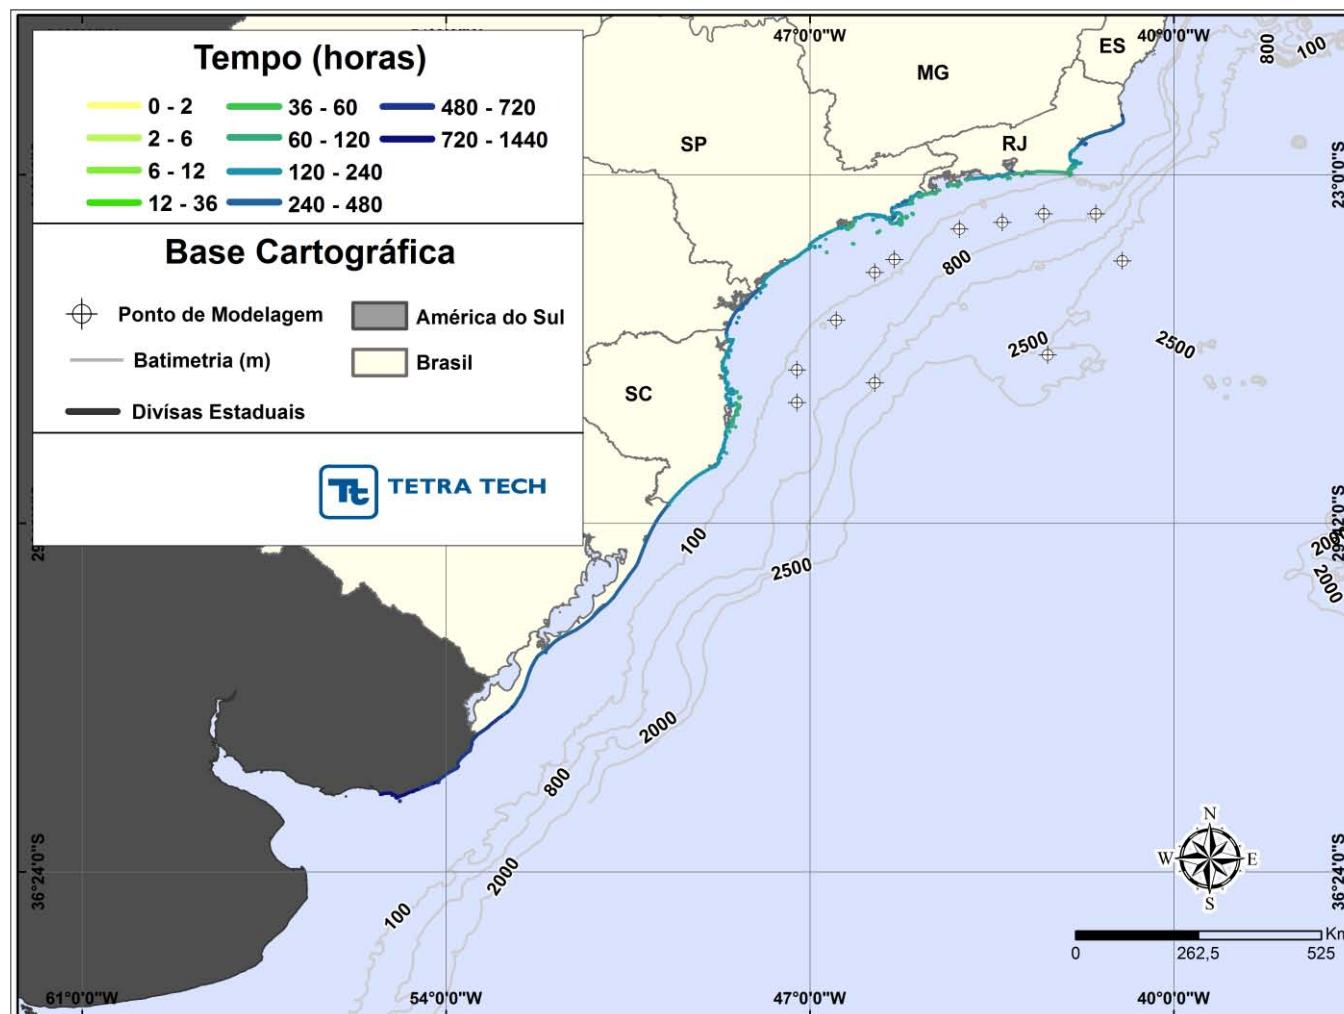 47°0'0"W
40°0'0"W
Tempo (horas)
0 - 2
36 - 60
480 - 720
2 - 6
60 - 120
720 - 1440
6 - 12
120 - 240
12 - 36
240 - 480
Base Cartográfica
Ponto de Modelagem
América do Sul
Batimetria (m)
Brasil
Divísas Estaduais
Tt
TETRA TECH
ES
MG
SP
RJ
SC
800
100
23°0'0"S
800
2500
2500
100
2500
200
2000
2000
800
2000
100
N
W
E
S
36°24'0"S
36°24'0"S
Km
0
262,5
525
61°0'0"W
54°0'0"W
47°0'0"W
40°0'0"W